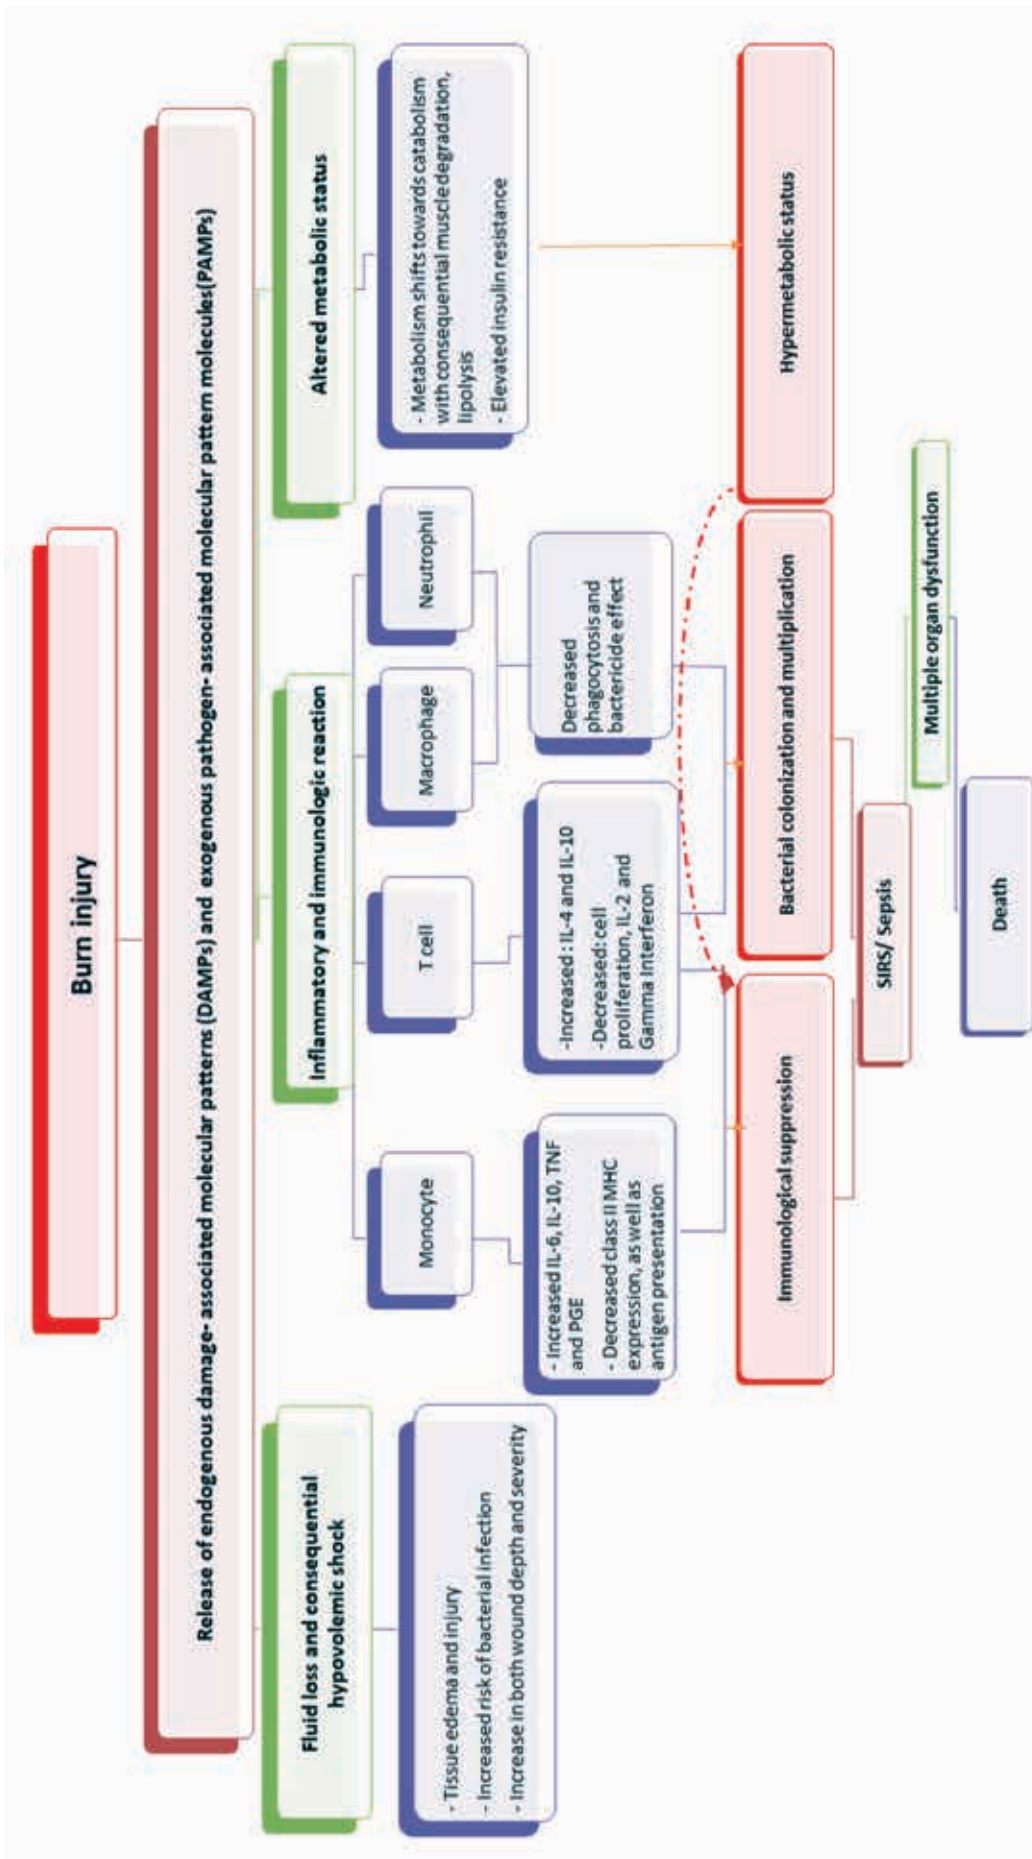 Burn injury
Release of endogenous damage- associated molecular patterns (DAMPs) and exogenous pathogen- associated molecular pattern molecules(PAMPs)
Fluid loss and consequential
hypovolemic shock
Inflammatory and immunologic reaction
Altered metabolic status
- Tissue edema and injury
- Increased risk of bacterial infection
- Increase in both wound depth and severity
Monocyte
T cell
Macrophage
Neutrophil
- Metabolism shifts towards catabolism
with consequential muscle degradation,
lipolysis
- Elevated insulin resistance
- Increased IL-6, IL-10, TNF
and PGE
- Decreased class II MHC
expression, as well as
antigen presentation
-Increased : IL-4 and IL-10
-Decreased: cell
proliferation, IL-2 and
Gamma Interferon
Decreased
phagocytosis and
bactericide effect
Immunological suppression
Bacterial colonization and multiplication
Hypermetabolic status
SIRS/ Sepsis
Multiple organ dysfunction
Death